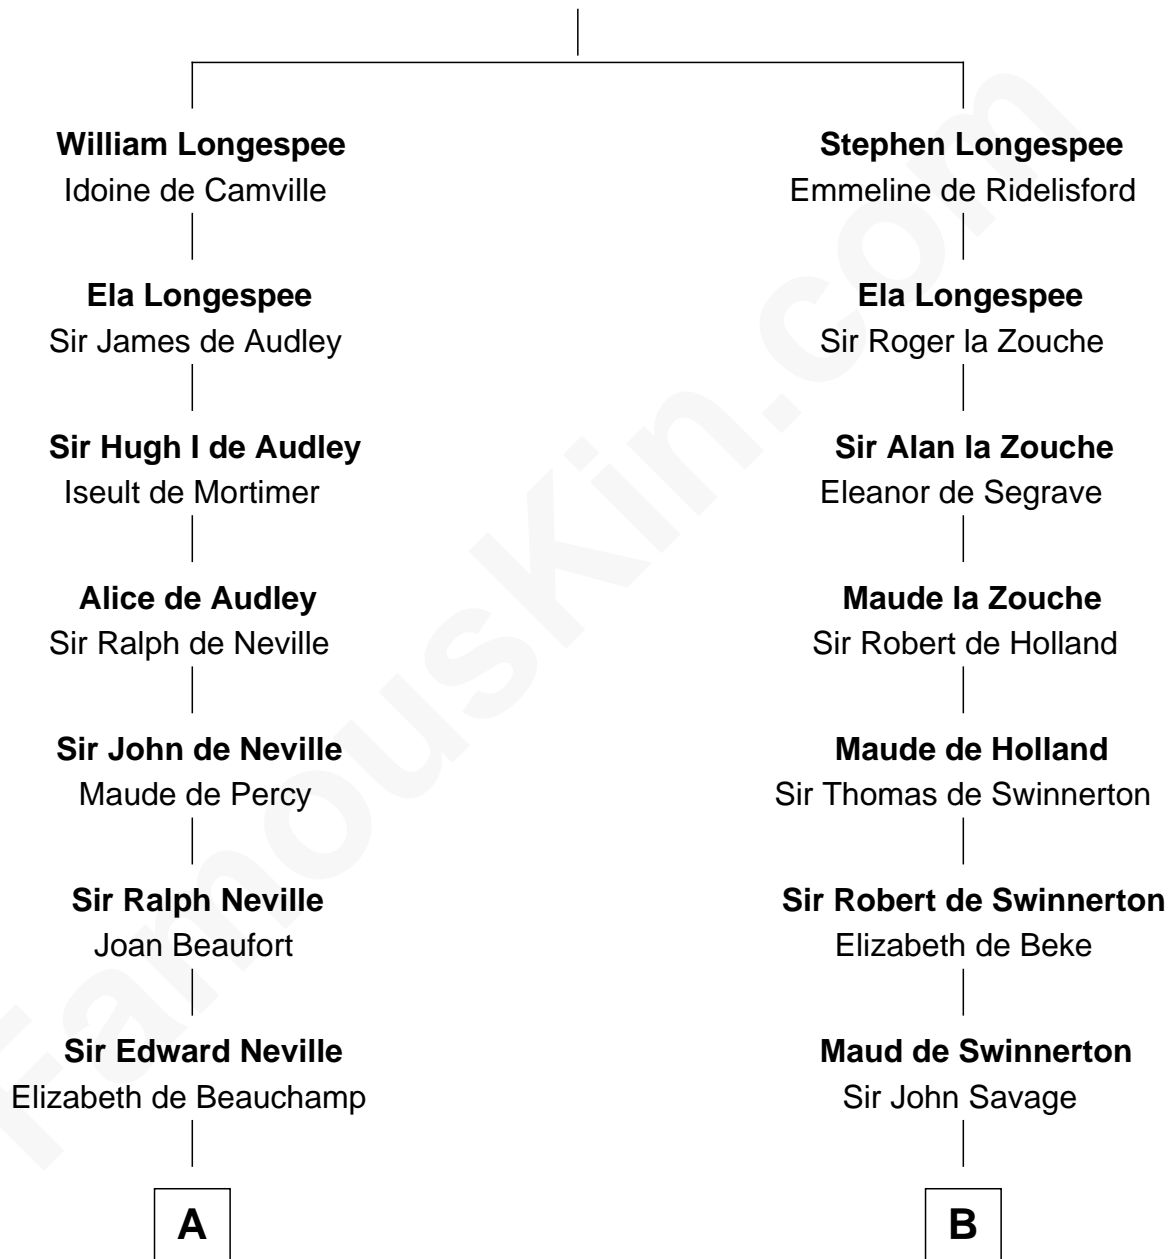 William Longespee
Idoine de Camville
Ela Longespee
Sir James de Audley
Sir Hugh I de Audley
Iseult de Mortimer
Alice de Audley
Sir Ralph de Neville
Sir John de Neville
Maude de Percy
Sir Ralph Neville
Joan Beaufort
Sir Edward Neville
Elizabeth de Beauchamp
A
Stephen Longespee
Emmeline de Ridelisford
Ela Longespee
Sir Roger la Zouche
Sir Alan la Zouche
Eleanor de Segrave
Maude la Zouche
Sir Robert de Holland
Maude de Holland
Sir Thomas de Swinnerton
Sir Robert de Swinnerton
Elizabeth de Beke
Maud de Swinnerton
Sir John Savage
B
FamousKin.com